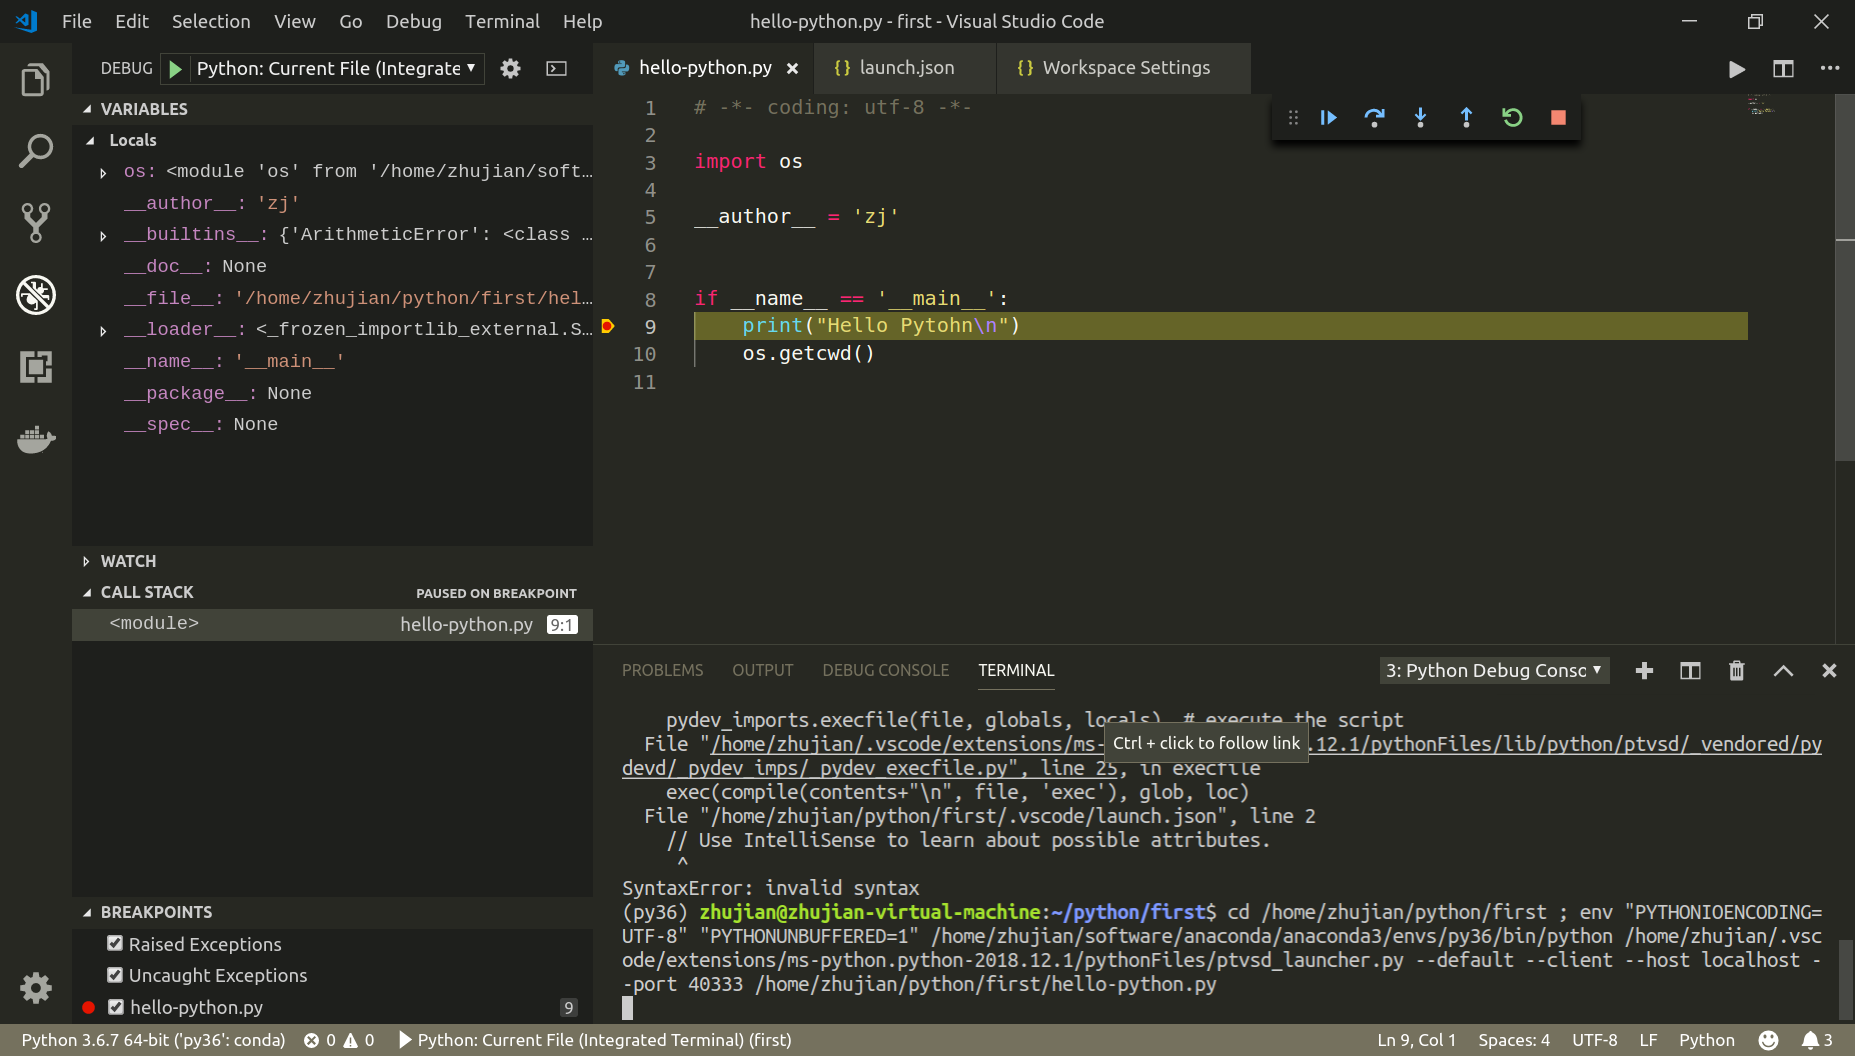 File Edit Selection View Go Debug Terminal Help
hello-python.py - first - Visual Studio Code
DEBUG Python: Current File (Integrate
VARIABLES
Locals
os: <module 'os' from '/home/zhujian/soft…
__author__: 'zj'
__builtins__: {'ArithmeticError': <class …
__doc__: None
__file__: '/home/zhujian/python/first/hel…
__loader__: <_frozen_importlib_external.S…
__name__: '__main__'
__package__: None
__spec__: None
WATCH
CALL STACK PAUSED ON BREAKPOINT
<module> hello-python.py 9:1
BREAKPOINTS
Raised Exceptions
Uncaught Exceptions
hello-python.py 9
hello-python.py launch.json Workspace Settings
1 # -*- coding: utf-8 -*-
2
3 import os
4
5 __author__ = 'zj'
6
7
8 if __name__ == '__main__':
9 print("Hello Pytohn\n")
10 os.getcwd()
11
PROBLEMS OUTPUT DEBUG CONSOLE TERMINAL 3: Python Debug Consc
pydev_imports.execfile(file, globals, locals) # execute the script
File "/home/zhujian/.vscode/extensions/ms- .12.1/pythonFiles/lib/python/ptvsd/_vendored/py
Ctrl + click to follow link
devd/_pydev_imps/_pydev_execfile.py", line 25, in execfile
exec(compile(contents+"\n", file, 'exec'), glob, loc)
File "/home/zhujian/python/first/.vscode/launch.json", line 2
// Use IntelliSense to learn about possible attributes.
^
SyntaxError: invalid syntax
(py36) zhujian@zhujian-virtual-machine:~/python/first$ cd /home/zhujian/python/first ; env "PYTHONIOENCODING=
UTF-8" "PYTHONUNBUFFERED=1" /home/zhujian/software/anaconda/anaconda3/envs/py36/bin/python /home/zhujian/.vsc
ode/extensions/ms-python.python-2018.12.1/pythonFiles/ptvsd_launcher.py --default --client --host localhost -
-port 40333 /home/zhujian/python/first/hello-python.py
Python 3.6.7 64-bit ('py36': conda) 0 0 Python: Current File (Integrated Terminal) (first) Ln 9, Col 1 Spaces: 4 UTF-8 LF Python 3